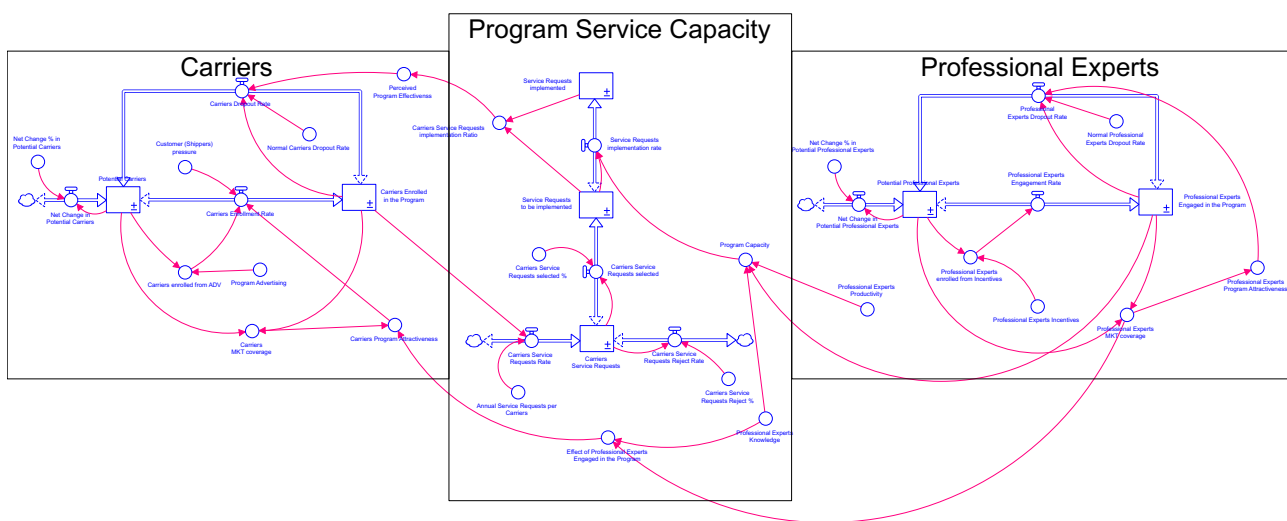 Program Service Capacity
Carriers
Professional Experts
Perceived
Program Effectivenss
Carriers Dropout Rate
Net Change % in
Potential Carriers
Customer (Shippers)
pressure
Normal Carriers Dropout Rate
Potential Carriers
Carriers Enrolled
in the Program
Net Change in
Potential Carriers
Carriers Enrollment Rate
Carriers enrolled from ADV
Program Advertising
Carriers
MKT coverage
Carriers Program Attractiveness
Service Requests
implemented
Carriers Service Requests
implementation Ratio
Service Requests
implementation rate
Service Requests
to be implemented
Carriers Service
Requests selected %
Carriers Service
Requests selected
Program Capacity
Carriers Service
Requests Rate
Carriers
Service Requests
Carriers Service
Requests Reject Rate
Annual Service Requests per
Carriers
Carriers Service
Requests Reject %
Effect of Professional Experts
Engaged in the Program
Professional Experts
Knowledge
Professional
Experts Dropout Rate
Normal Professional
Experts Dropout Rate
Net Change % in
Potential Professional Experts
Potential Professional Experts
Professional Experts
Engagement Rate
Professional Experts
Engaged in the Program
Net Change in
Potential Professional Experts
Professional Experts
enrolled from Incentives
Professional Experts
Program Attractiveness
Professional Experts
Productivity
Professional Experts Incentives
Professional Experts
MKT coverage